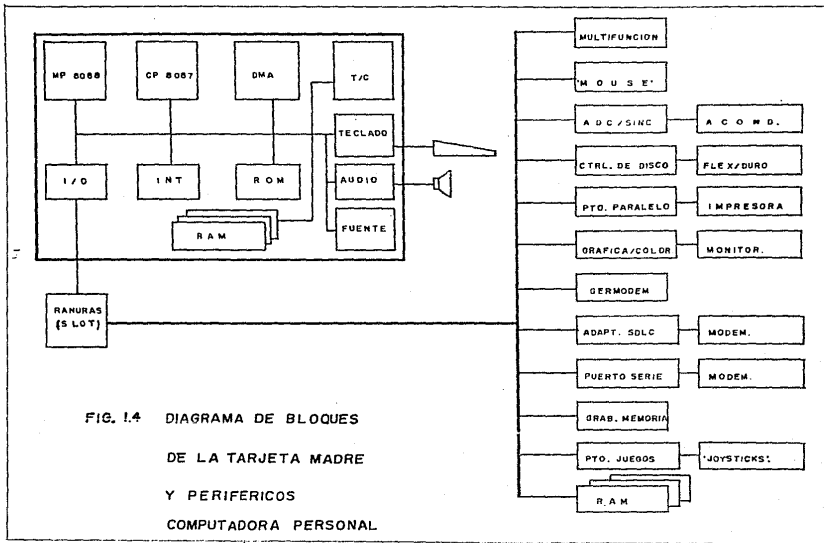 MP 8088
CP 8087
DMA
T/C
TECLADO
I/O
INT
ROM
AUDIO
RAM
FUENTE
RANURAS
(SLOT)
MULTIFUNCION
'MOUSE'
ADC/SINC
ACOND.
CTRL. DE DISCO
FLEX/DURO
PTO. PARALELO
IMPRESORA
GRAFICA/COLOR
MONITOR.
GERMODEM
ADAPT. SDLC
MODEM.
PUERTO SERIE
MODEM.
GRAB. MEMORIA
PTO. JUEGOS
'JOYSTICKS'.
RAM
FIG. 1.4 DIAGRAMA DE BLOQUES
DE LA TARJETA MADRE
Y PERIFERICOS
COMPUTADORA PERSONAL